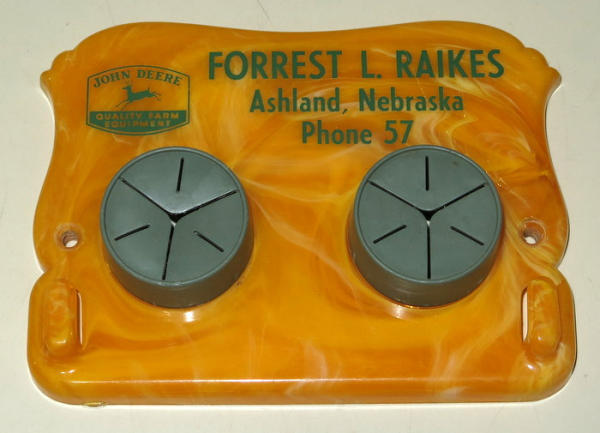 JOHN DEERE
QUALITY FARM
EQUIPMENT
FORREST L. RAIKES
Ashland, Nebraska
Phone 57